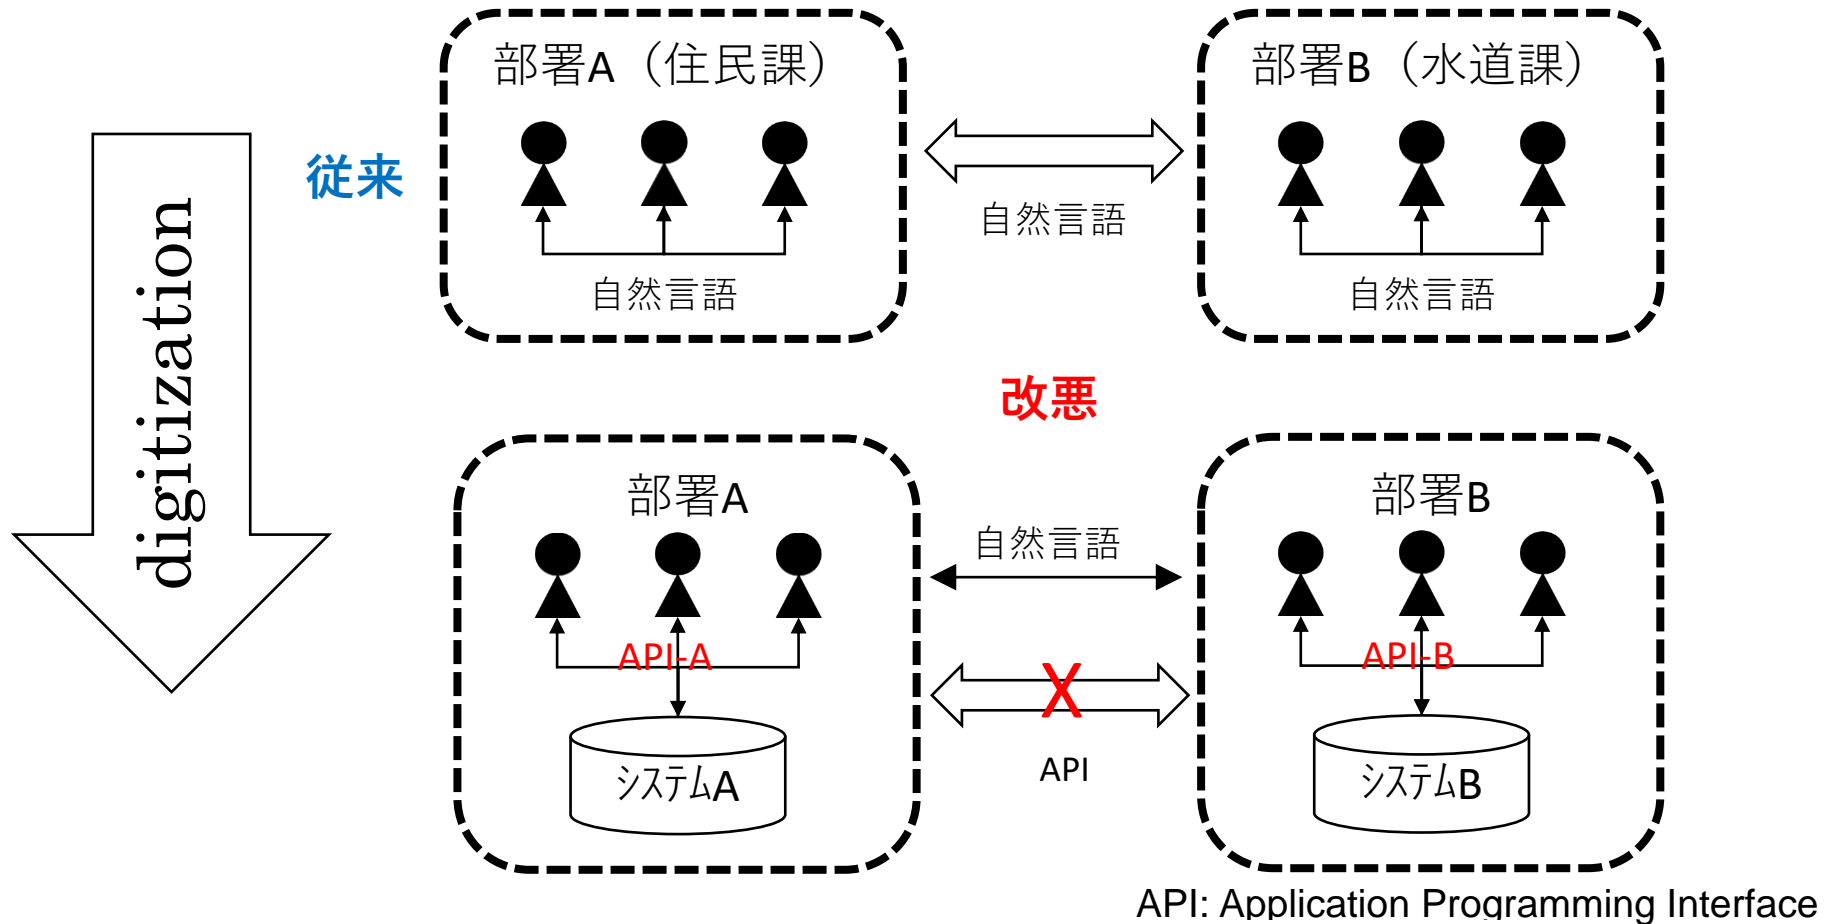 部署A（住民課）
部署B（水道課）
従来
自然言語
自然言語
自然言語
digitization
改悪
部署A
部署B
自然言語
API-A
API-B
X
API
システムA
システムB
API: Application Programming Interface